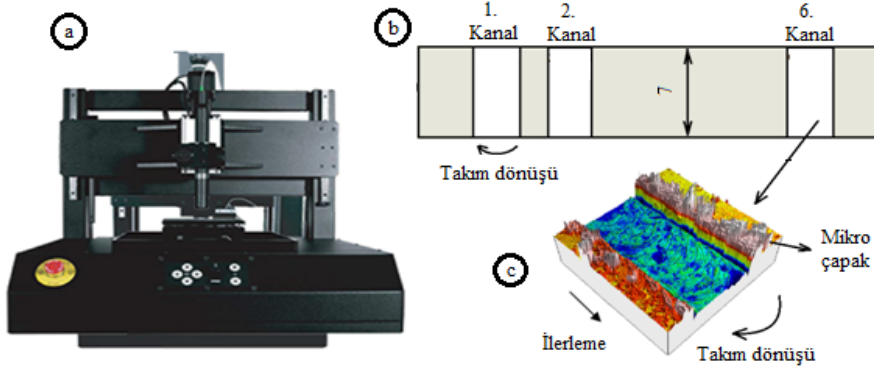 a
b
1.
Kanal
2.
Kanal
6.
Kanal
7
Takım dönüşü
Mikro
çapak
c
İlerleme
Takım dönüşü